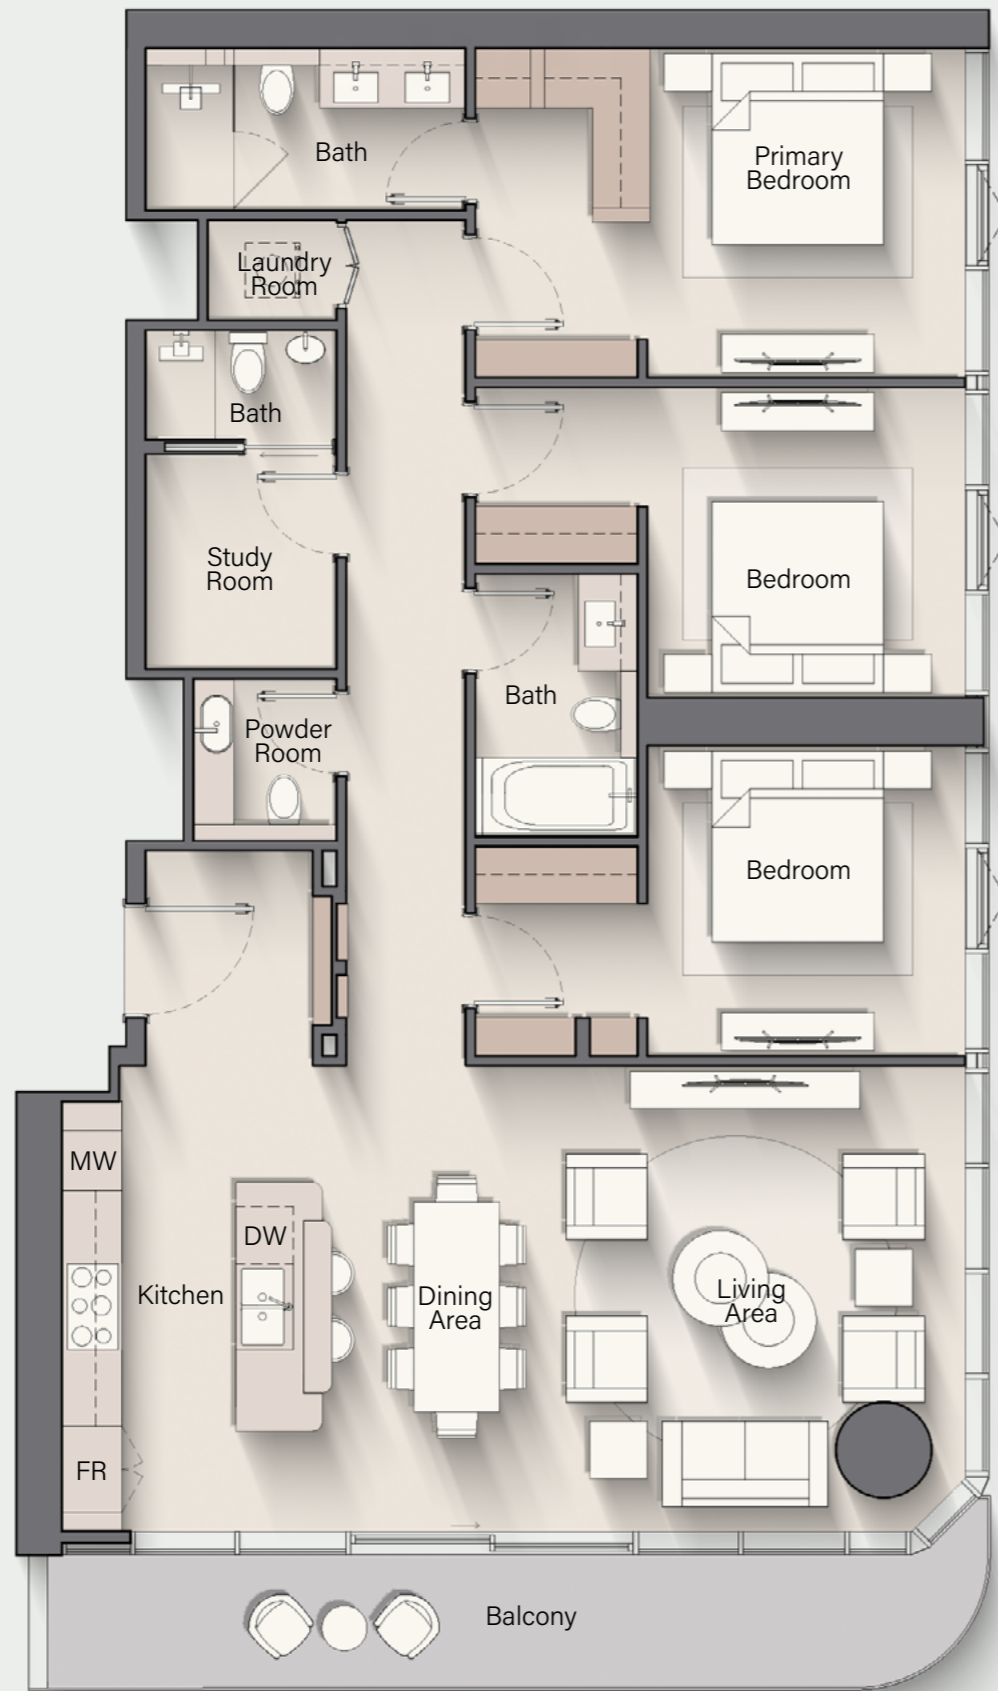 Bath
Primary
Bedroom
Laundry
Room
Bath
Study
Room
Bedroom
Bath
Powder
Room
Bedroom
MW
DW
Kitchen
Dining
Area
Living
Area
FR
Balcony